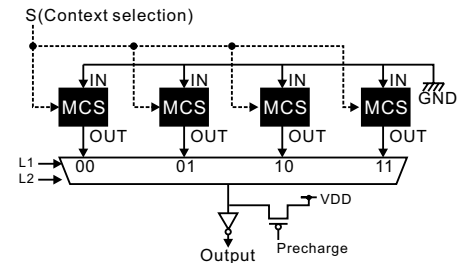 S(Context selection)
IN IN IN IN
GND
MCS MCS MCS MCS
OUT OUT OUT OUT
L1 00 01 10 11
L2
VDD
Output Precharge